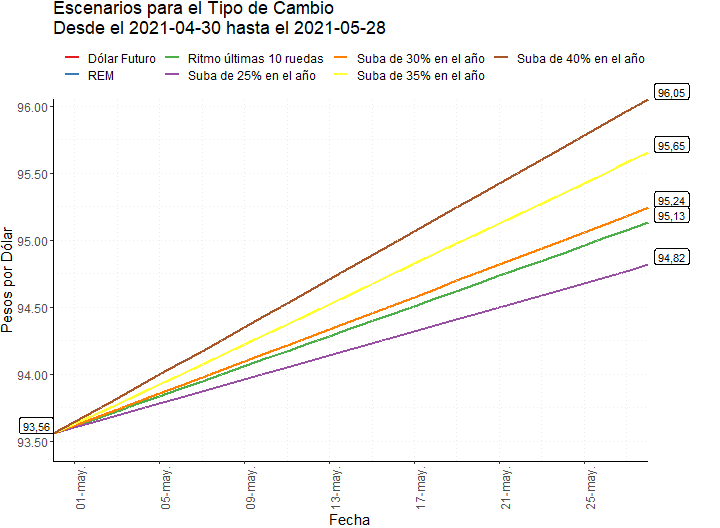 Escenarios para el Tipo de Cambio
Desde el 2021-04-30 hasta el 2021-05-28
Dólar Futuro
Ritmo últimas 10 ruedas
Suba de 30% en el año
Suba de 40% en el año
REM
Suba de 25% en el año
Suba de 35% en el año
96,05
96.00
95,65
95.50
95,24
95,13
95.00
94,82
94.50
94.00
93,56
93.50
Pesos por Dólar
01-may.
05-may.
09-may.
13-may.
17-may.
21-may.
25-may.
Fecha